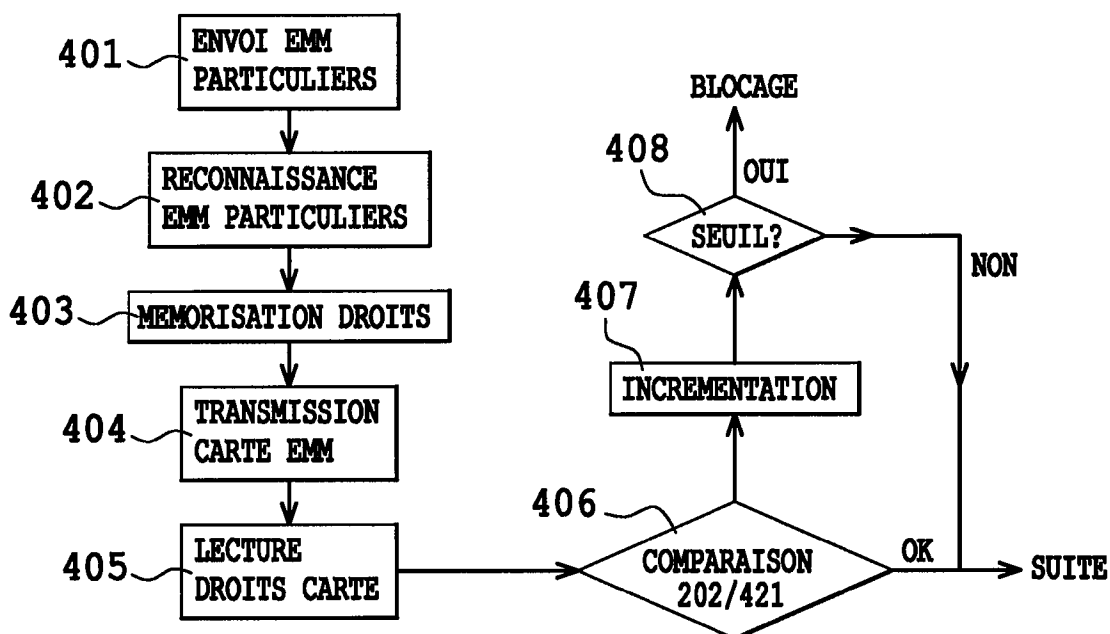 401
ENVOI EMM
PARTICULIERS
402
RECONNAISSANCE
EMM PARTICULIERS
403
MEMORISATION DROITS
404
TRANSMISSION
CARTE EMM
405
LECTURE
DROITS CARTE
406
COMPARAISON
202/421
OK
SUITE
407
INCREMENTATION
408
SEUIL?
OUI
NON
BLOCAGE